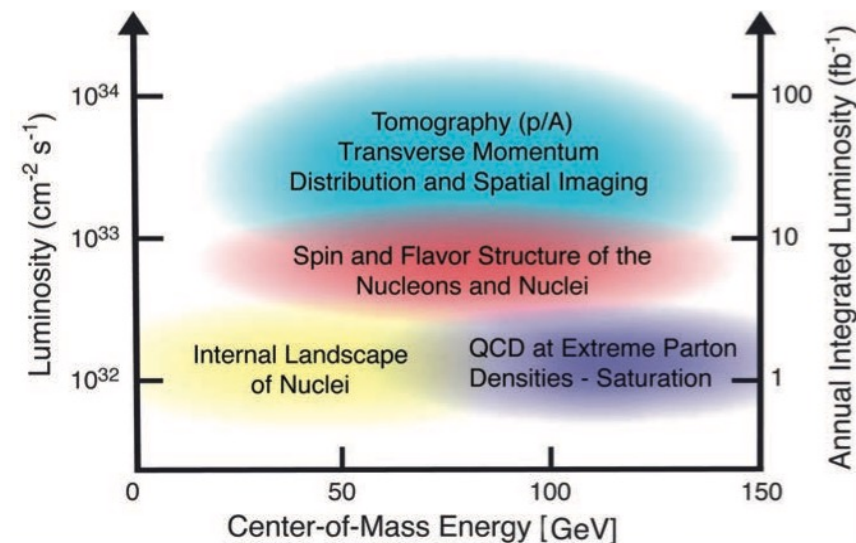 Luminosity (cm⁻² s⁻¹)
10³⁴
10³³
10³²
Tomography (p/A)
Transverse Momentum
Distribution and Spatial Imaging
Spin and Flavor Structure of the
Nucleons and Nuclei
Internal Landscape
of Nuclei
QCD at Extreme Parton
Densities - Saturation
100
10
1
Annual Integrated Luminosity (fb⁻¹)
0
50
100
150
Center-of-Mass Energy [GeV]